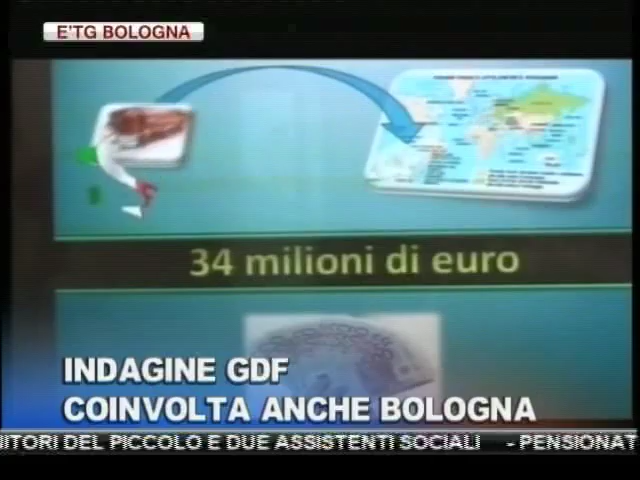 E'TG BOLOGNA
34 milioni di euro
INDAGINE GDF
COINVOLTA ANCHE BOLOGNA
ITORI DEL PICCOLO E DUE ASSISTENTI SOCIALI - PENSIONAT